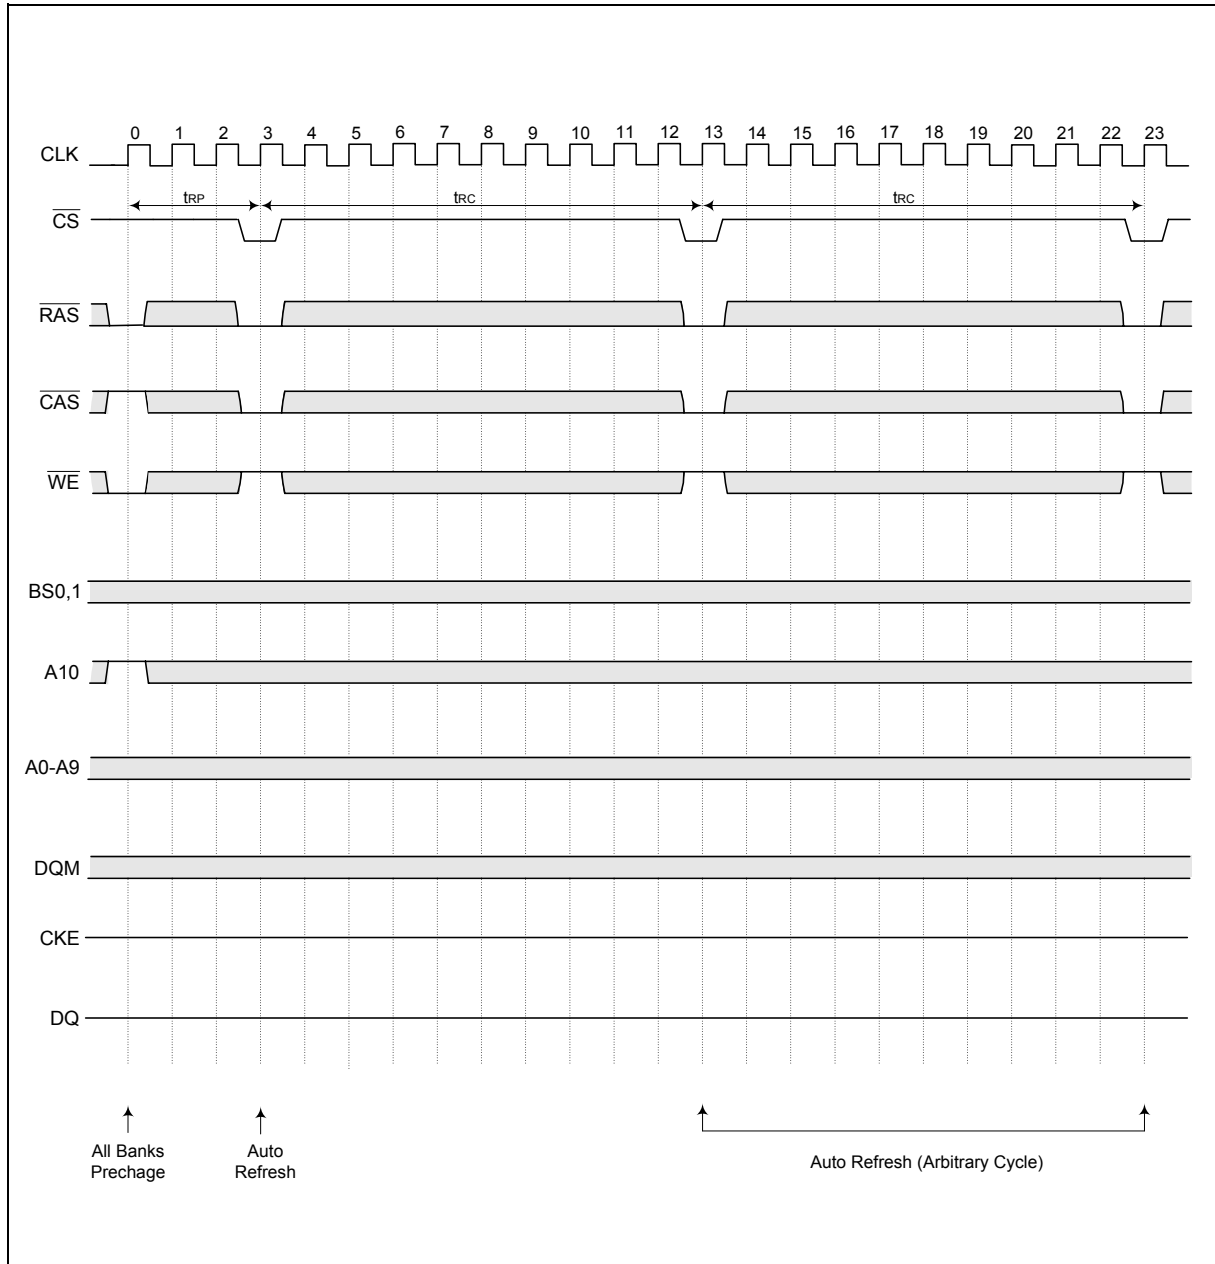 0 1 2 3 4 5 6 7 8 9 10 11 12 13 14 15 16 17 18 19 20 21 22 23
CLK
tRP tRC tRC
CS
RAS
CAS
WE
BS0,1
A10
A0-A9
DQM
CKE
DQ
All Banks
Prechage
Auto
Refresh
Auto Refresh (Arbitrary Cycle)